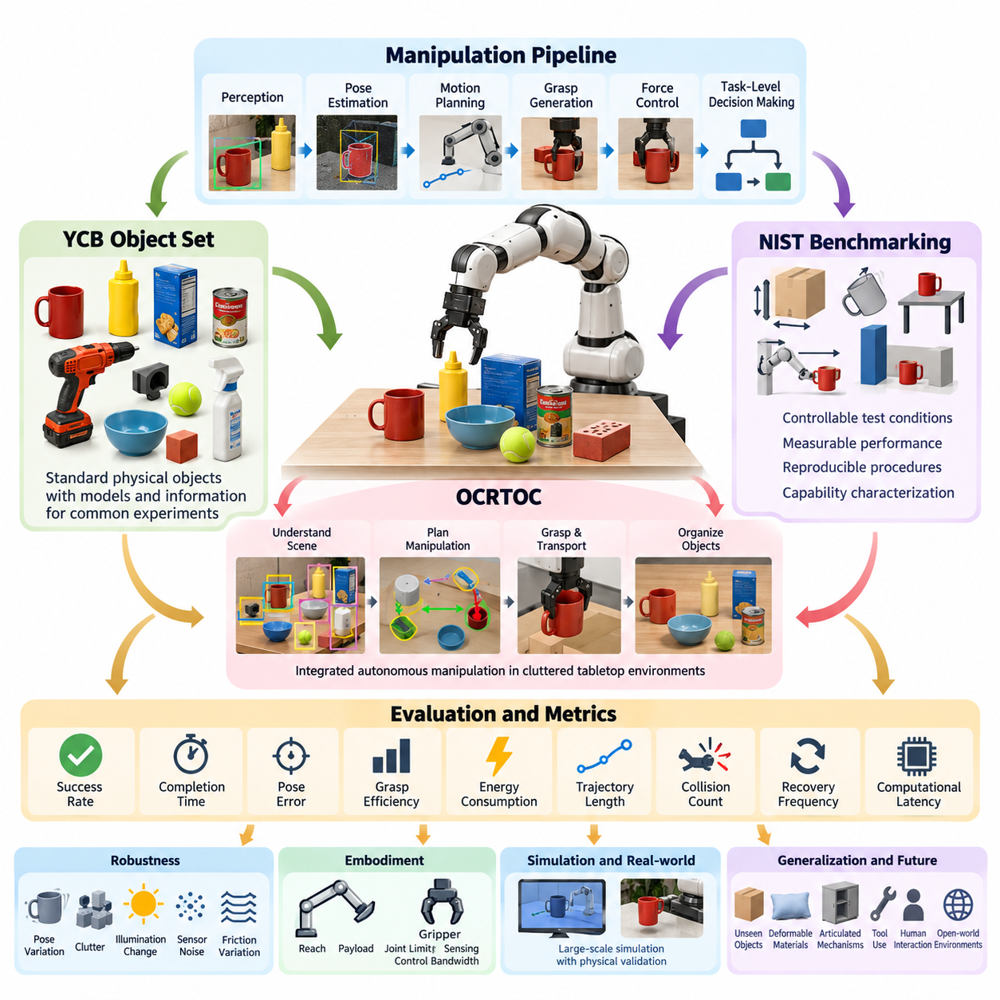 Manipulation Pipeline
Perception
Pose
Estimation
Motion
Planning
Grasp
Generation
Force
Control
Task-Level
Decision Making
YCB Object Set
Standard physical objects
with models and information
for common experiments
NIST Benchmarking
Controllable test conditions
Measurable performance
Reproducible procedures
Capability characterization
OCRTOC
Understand
Scene
Plan
Manipulation
Grasp &
Transport
Organize
Objects
Integrated autonomous manipulation in cluttered tabletop environments
Evaluation and Metrics
Success
Rate
Completion
Time
Pose
Error
Grasp
Efficiency
Energy
Consumption
Trajectory
Length
Collision
Count
Recovery
Frequency
Computational
Latency
Robustness
Pose
Variation
Clutter
Illumination
Change
Sensor
Noise
Friction
Variation
Embodiment
Reach
Payload
Gripper
Joint Limits Sensing
Control Bandwidth
Simulation and Real-world
Large-scale simulation
with physical validation
Generalization and Future
Unseen
Objects
Deformable
Materials
Articulated
Mechanisms
Tool
Use
Human
Interaction
Open-world
Environments